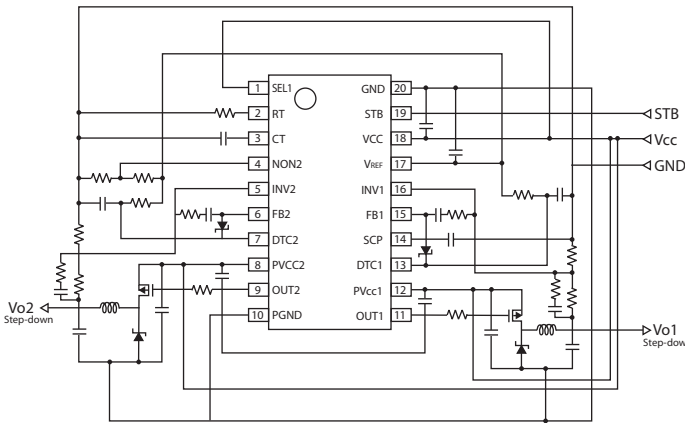 1 SEL1 GND 20
2 RT STB 19
3 CT VCC 18
4 NON2 VREF 17
5 INV2 INV1 16
6 FB2 FB1 15
7 DTC2 SCP 14
8 PVCC2 DTC1 13
9 OUT2 PVcc1 12
10 PGND OUT1 11
STB
Vcc
GND
Vo2
Step-down
Vo1
Step-down